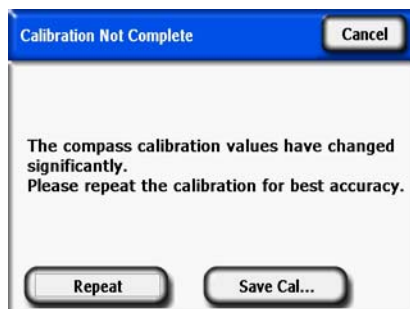 Calibration Not Complete
Cancel
The compass calibration values have changed
significantly.
Please repeat the calibration for best accuracy.
Repeat
Save Cal...